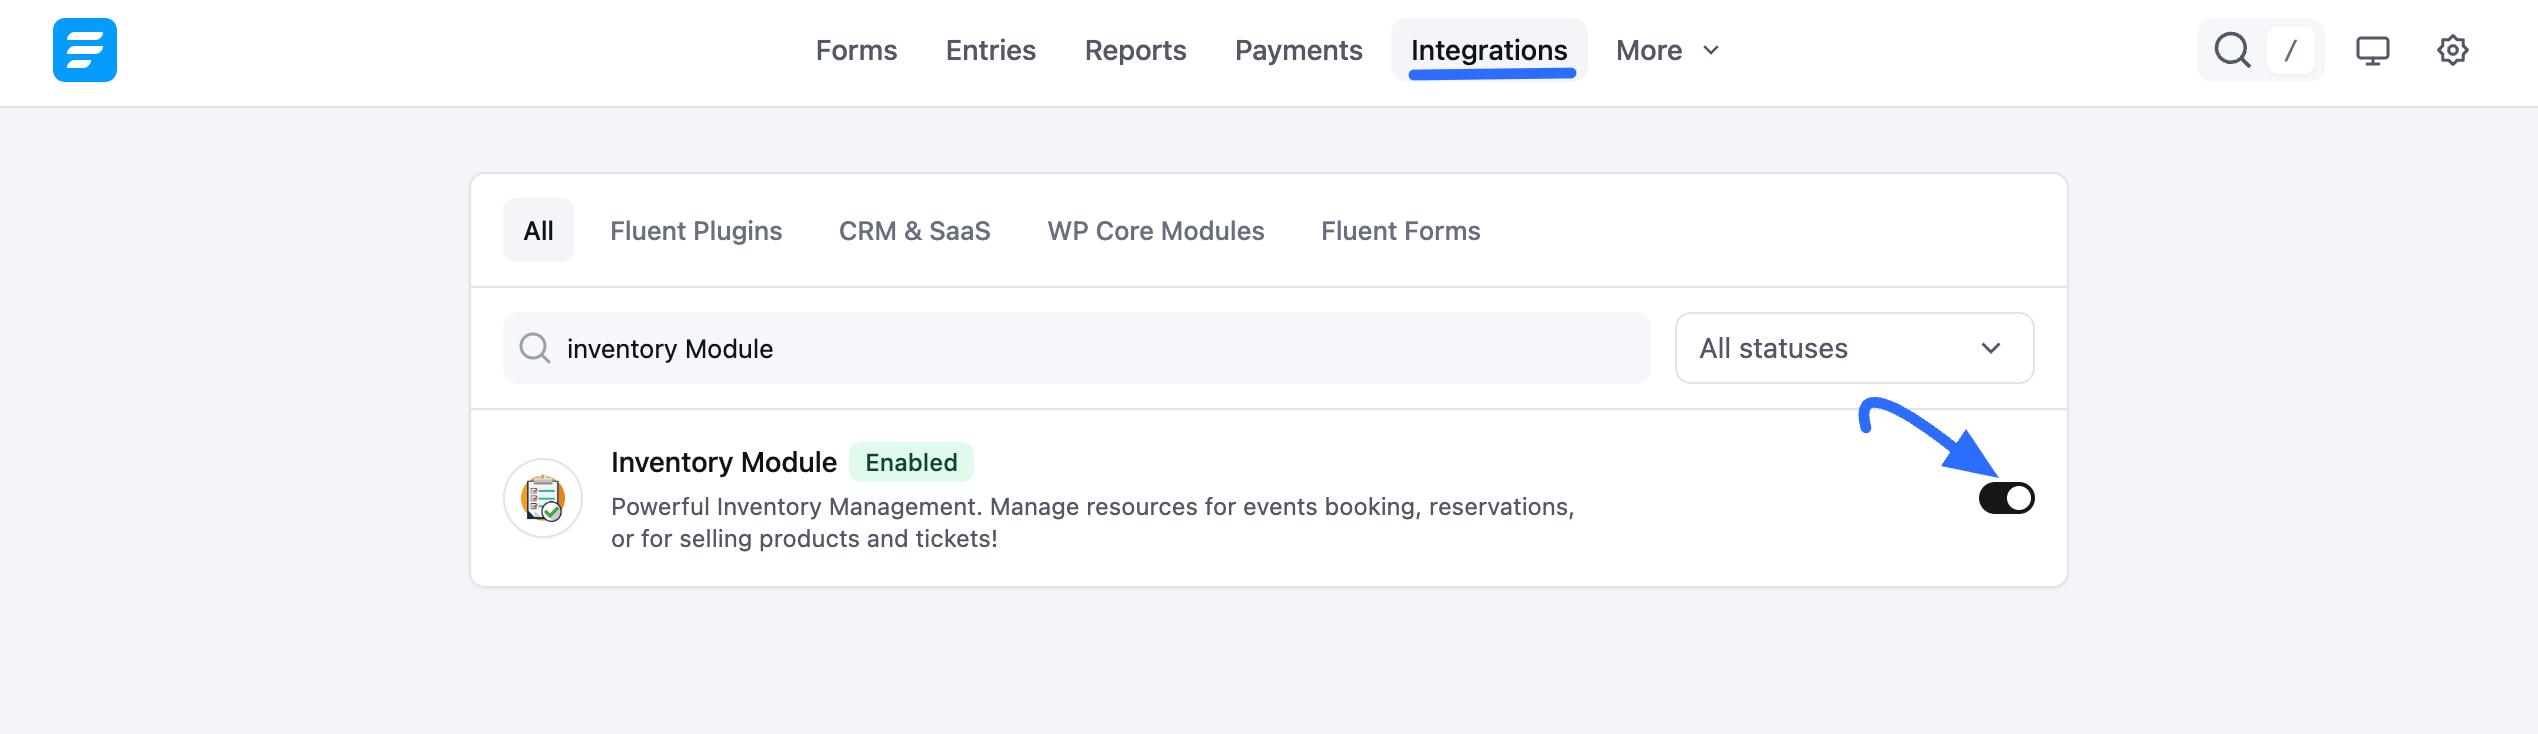 Forms Entries Reports Payments Integrations More /
All Fluent Plugins CRM & SaaS WP Core Modules Fluent Forms
inventory Module All statuses
Inventory Module Enabled
Powerful Inventory Management. Manage resources for events booking, reservations,
or for selling products and tickets!